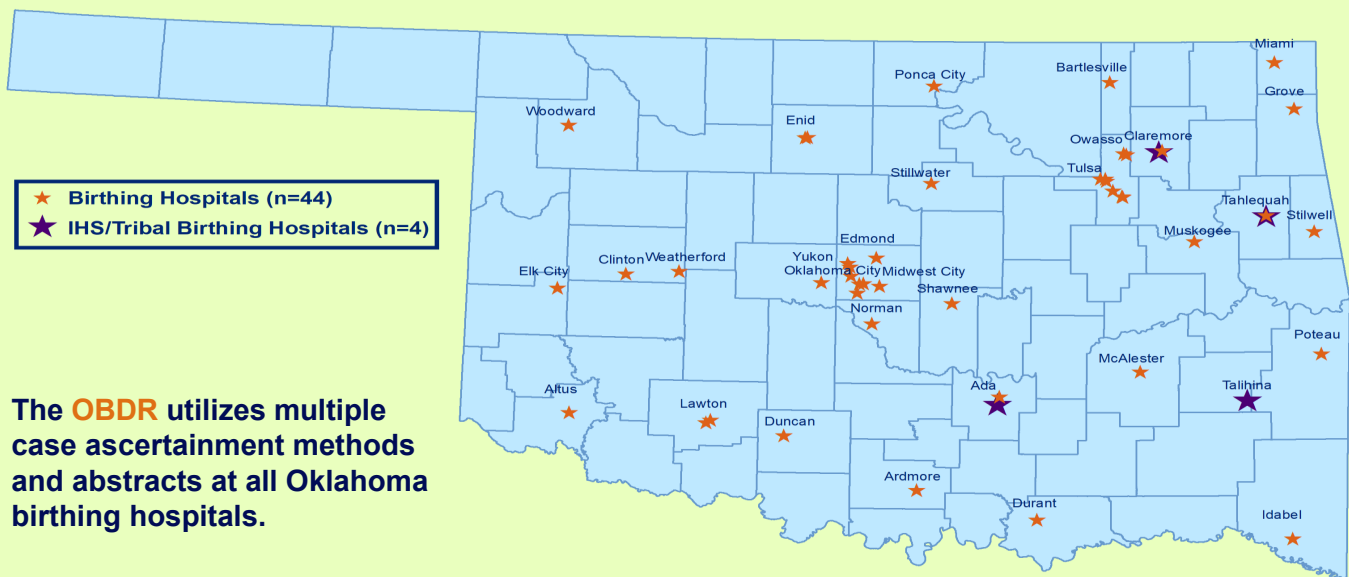 Miami
Ponca City
Bartlesville
Grove
Woodward
Enid
Owasso
Claremore
Tulsa
Stillwater
Birthing Hospitals (n=44)
IHS/Tribal Birthing Hospitals (n=4)
Tahlequah
Stilwell
Muskogee
Edmond
Yukon
Clinton
Weatherford
Oklahoma City
Midwest City
Elk City
Shawnee
Norman
Poteau
McAlester
Altus
Ada
Talihina
Lawton
Duncan
The OBDR utilizes multiple
case ascertainment methods
and abstracts at all Oklahoma
birthing hospitals.
Ardmore
Durant
Idabel